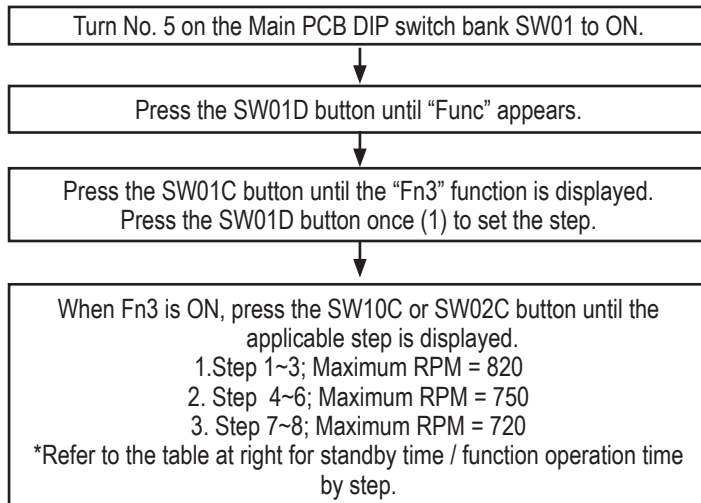 Turn No. 5 on the Main PCB DIP switch bank SW01 to ON.
Press the SW01D button until “Func” appears.
Press the SW01C button until the “Fn3” function is displayed.
Press the SW01D button once (1) to set the step.
When Fn3 is ON, press the SW10C or SW02C button until the
applicable step is displayed.
1.Step 1~3; Maximum RPM = 820
2. Step 4~6; Maximum RPM = 750
3. Step 7~8; Maximum RPM = 720
*Refer to the table at right for standby time / function operation time
by step.